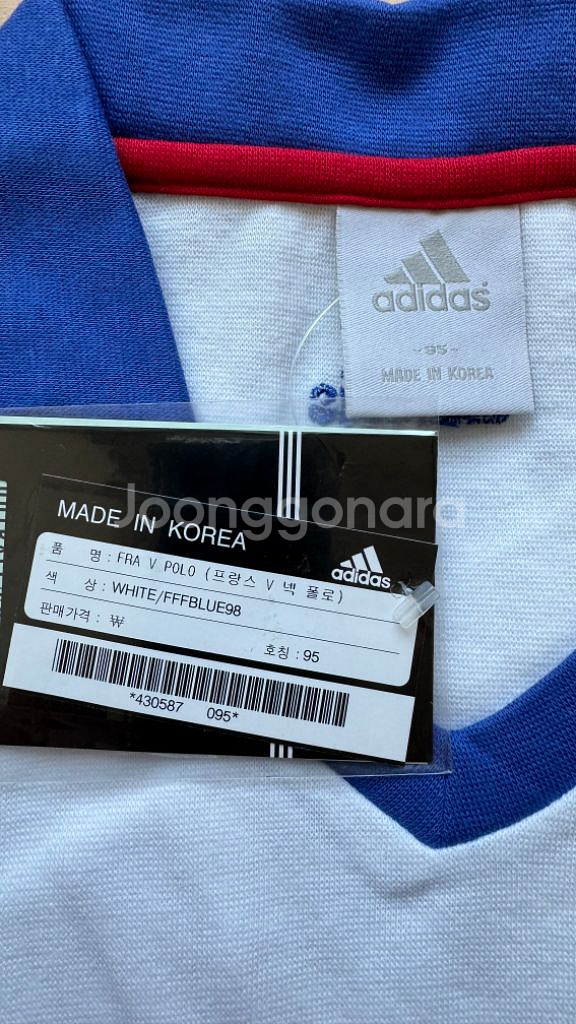 adidas
-95-
MADE IN KOREA
Joonggonara
MADE IN KOREA
adidas
품 명 : FRA V POLO (프랑스 V 넥 폴로)
색 상 : WHITE/FFFBLUE98
판매가격 : ₩
호칭 : 95
*430587 095*